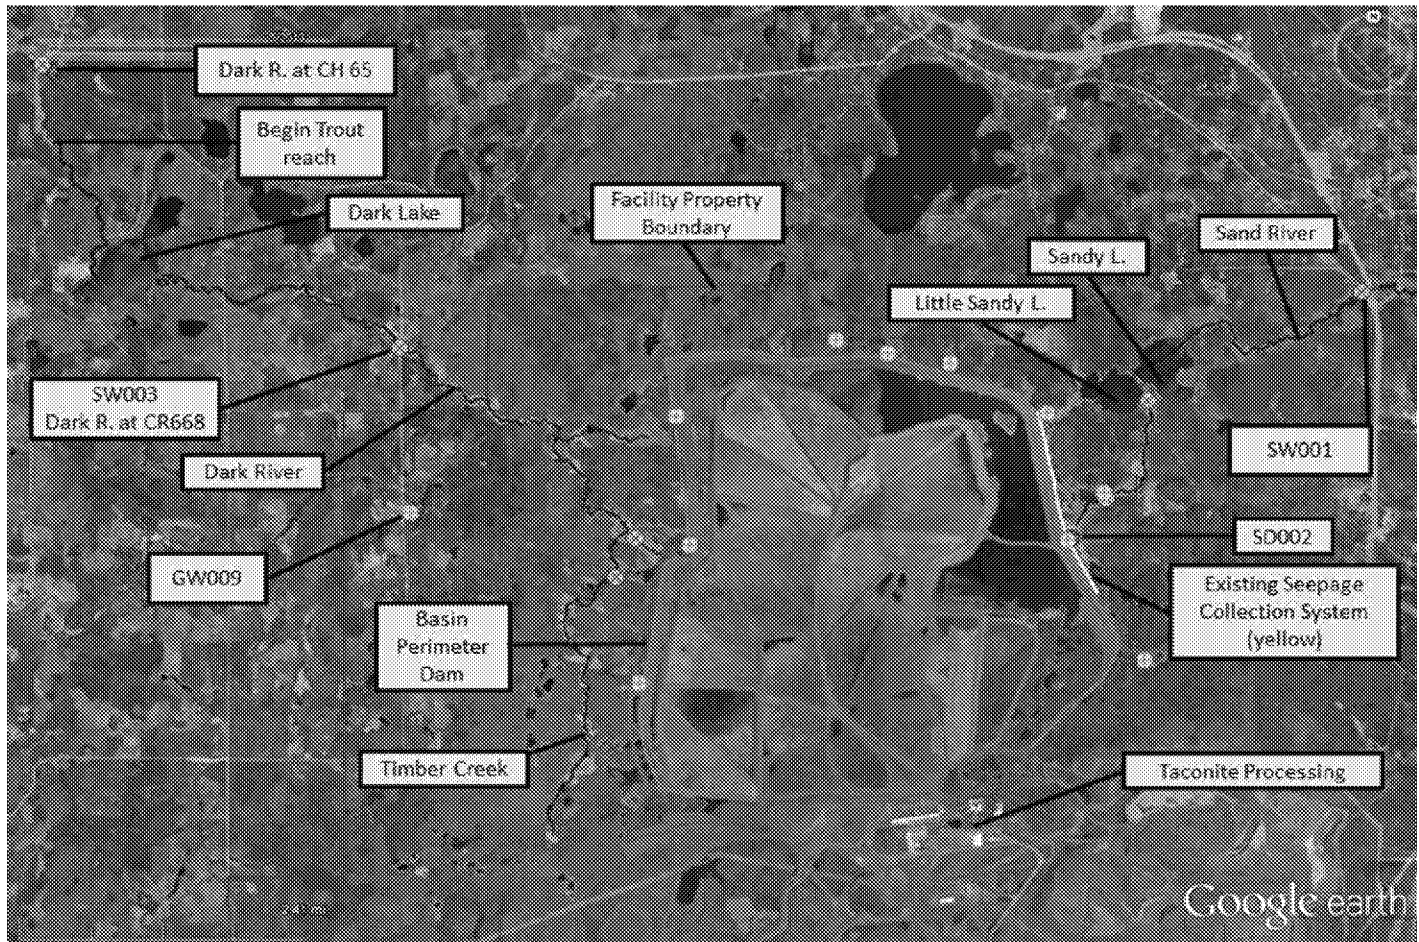 Dark R. at CH 65
Begin Trout
reach
Dark Lake
Facility Property
Boundary
Sand River
Sandy L.
Little Sandy L.
SW003
Dark R. at CR668
Dark River
SW001
GW009
SD002
Existing Seepage
Collection System
(yellow)
Basin
Perimeter
Dam
Timber Creek
Taconite Processing
Google earth